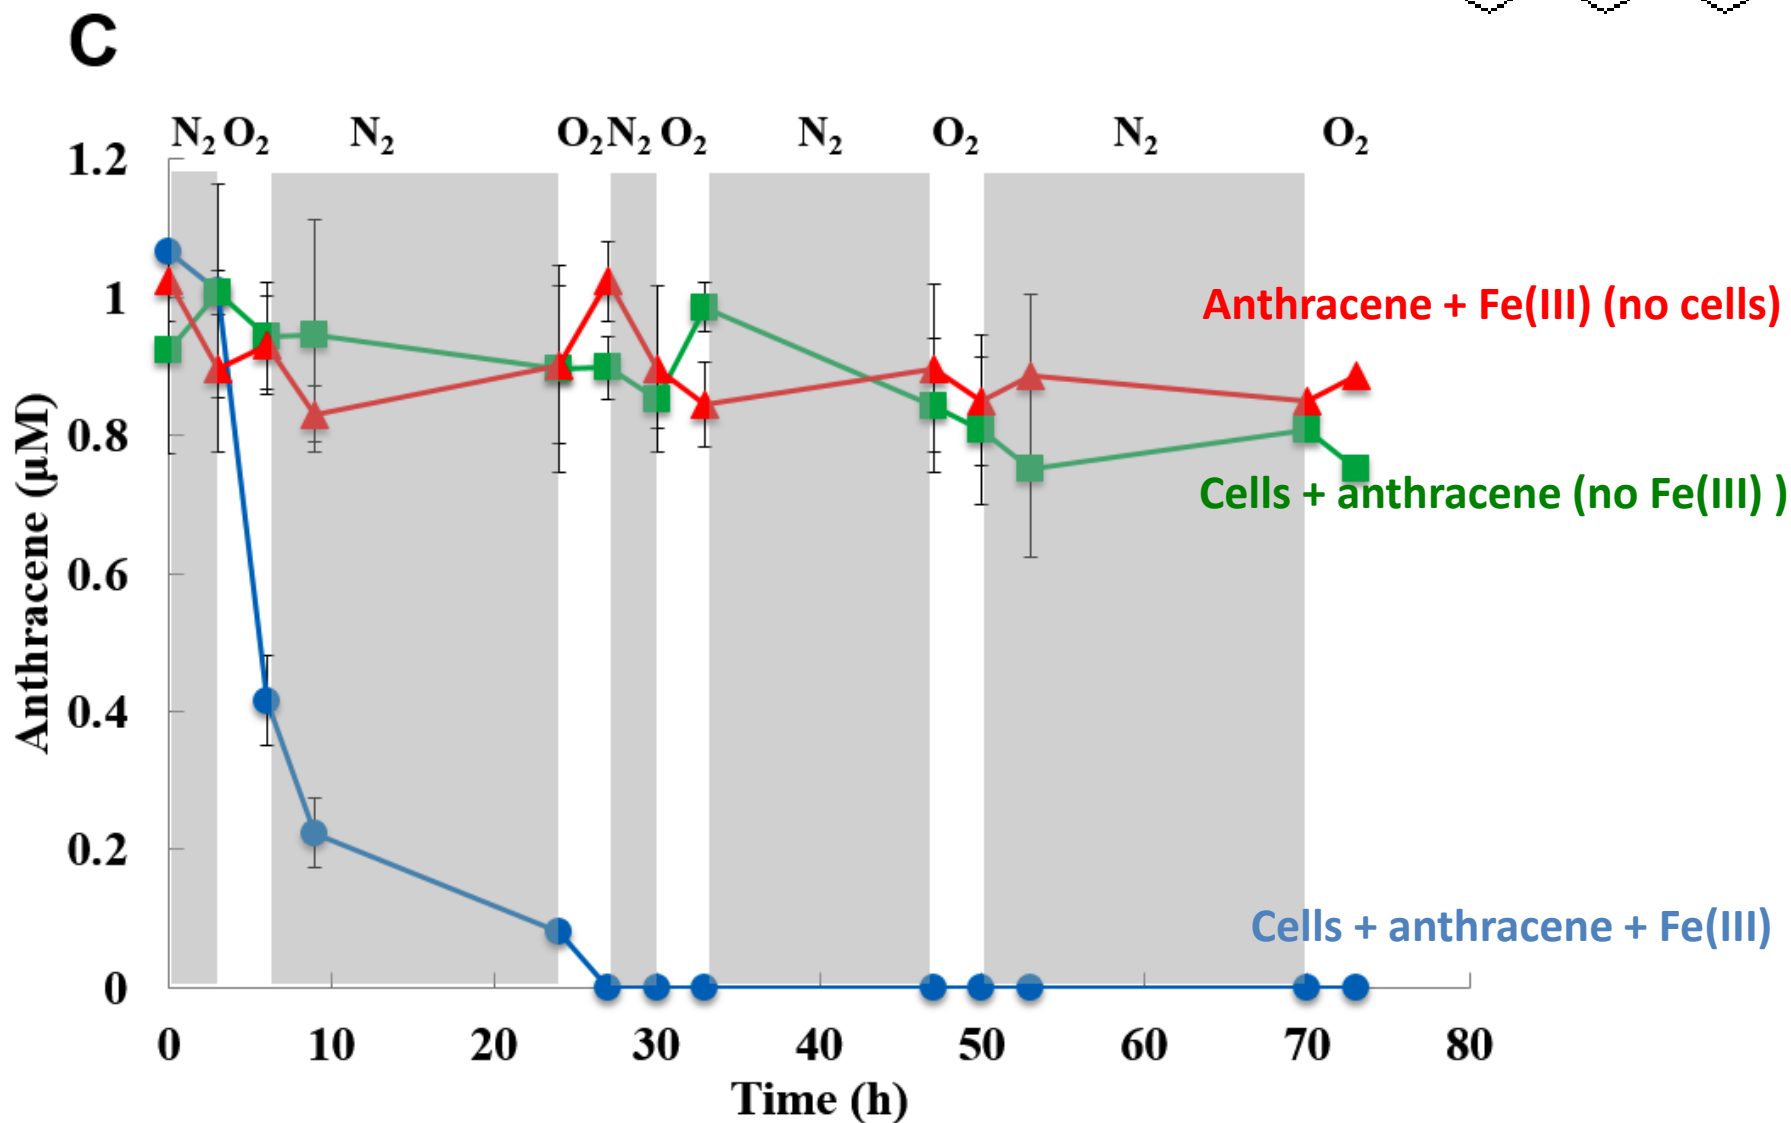 C
N₂ O₂ N₂ O₂ N₂ O₂ N₂ O₂ N₂ O₂
1.2
1
0.8
0.6
0.4
0.2
0
Anthracene (µM)
Anthracene + Fe(III) (no cells)
Cells + anthracene (no Fe(III) )
Cells + anthracene + Fe(III)
0 10 20 30 40 50 60 70 80
Time (h)